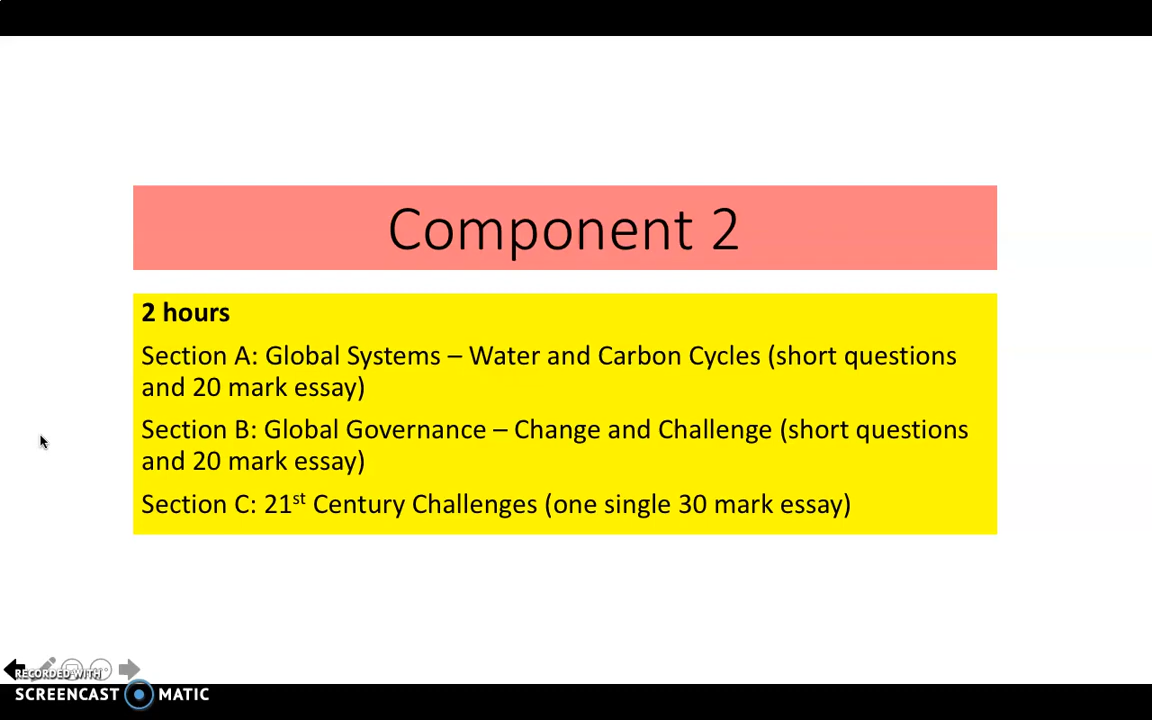 Component 2
2 hours
Section A: Global Systems – Water and Carbon Cycles (short questions
and 20 mark essay)
Section B: Global Governance – Change and Challenge (short questions
and 20 mark essay)
Section C: 21st Century Challenges (one single 30 mark essay)
RECORDED WITH
SCREENCAST MATIC